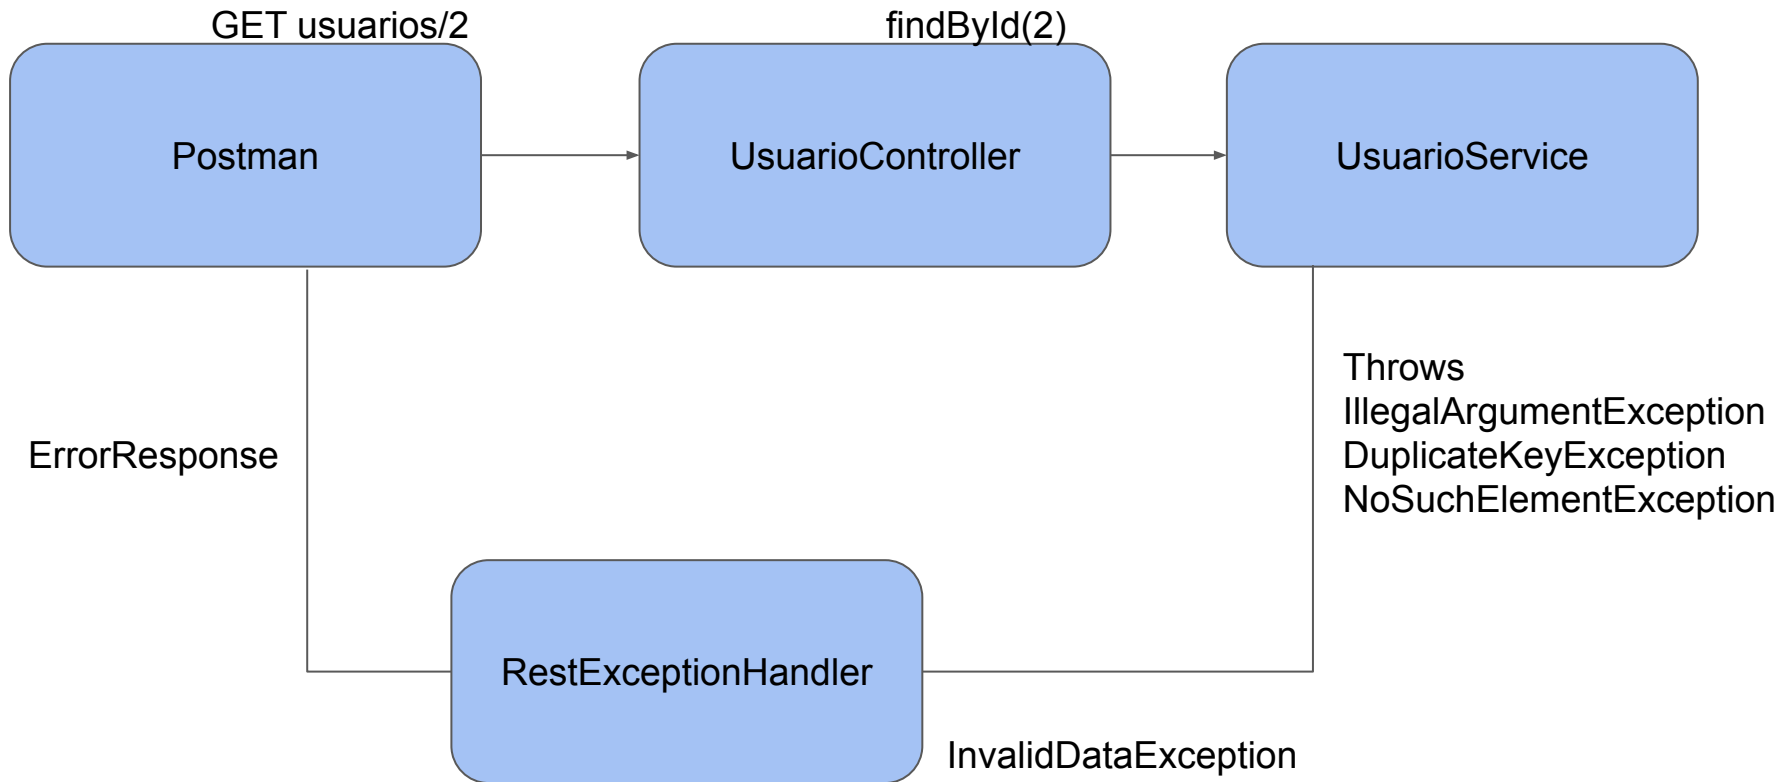 GET usuarios/2
findById(2)
Postman
UsuarioController
UsuarioService
Throws
IllegalArgumentException
DuplicateKeyException
NoSuchElementException
ErrorResponse
RestExceptionHandler
InvalidDataException